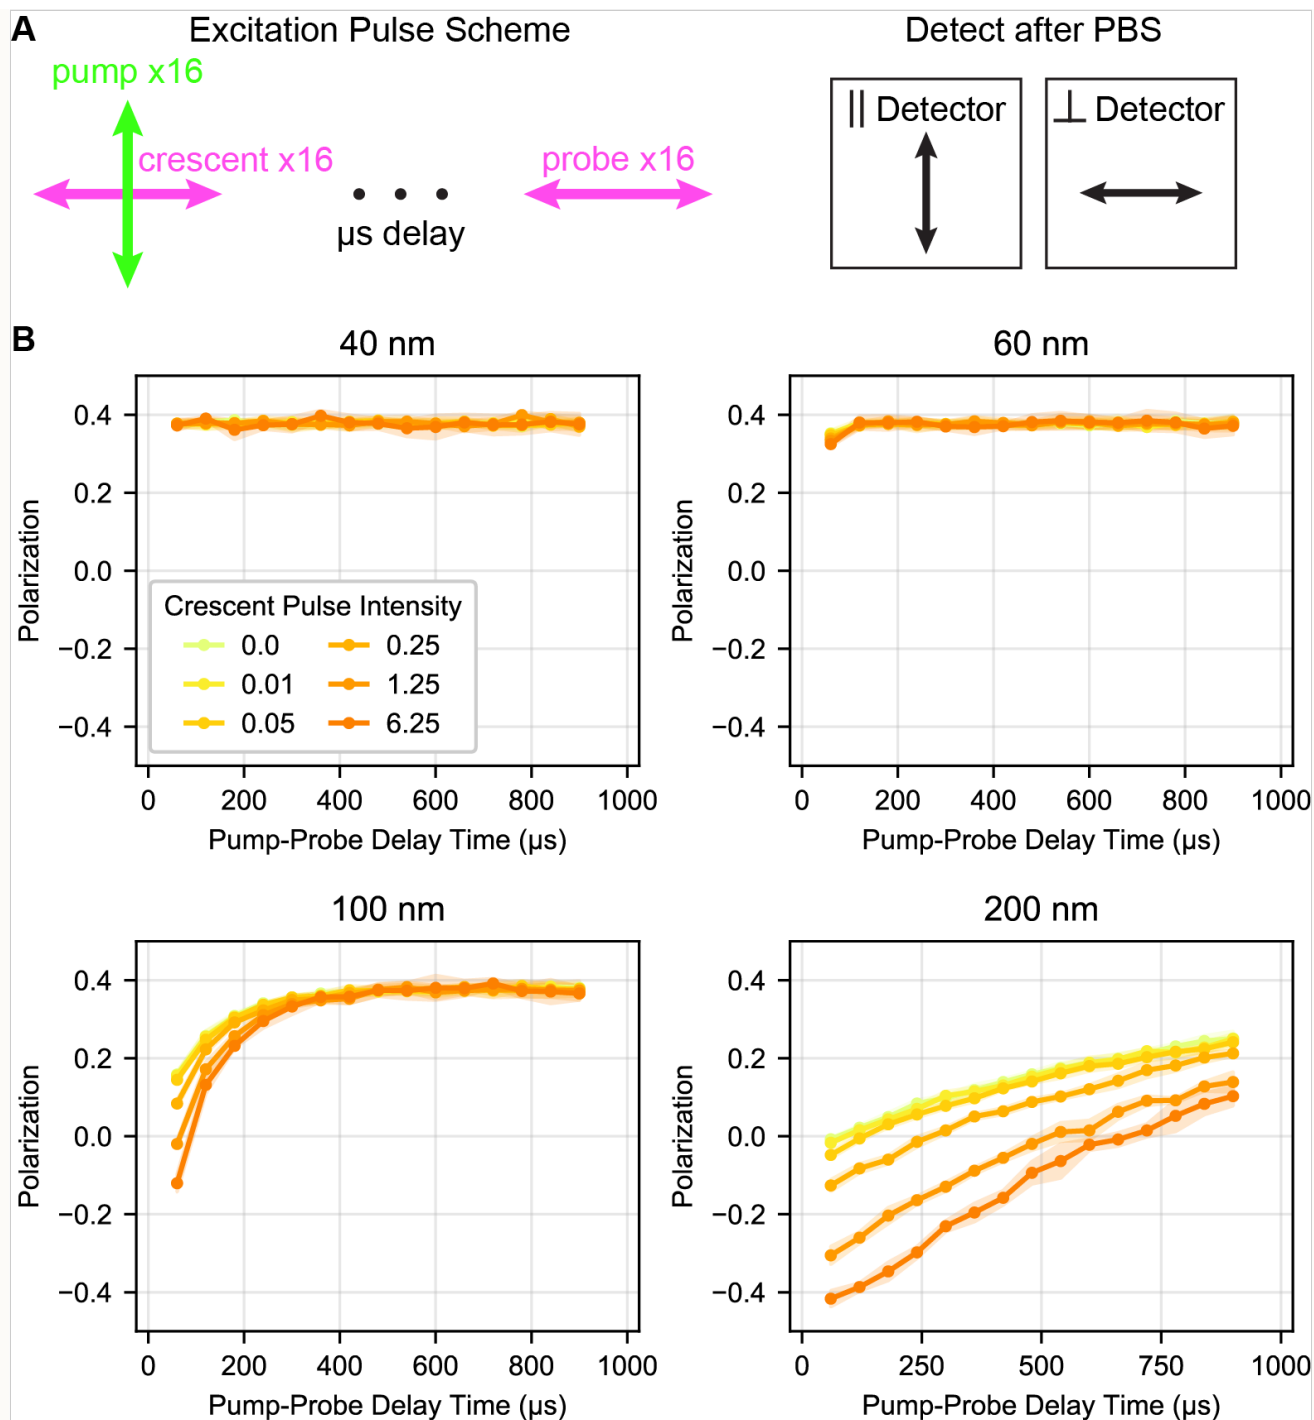 A
Excitation Pulse Scheme
Detect after PBS
pump x16
crescent x16
probe x16
µs delay
|| Detector
⊥ Detector
B
40 nm
0.4
0.2
0.0
−0.2
−0.4
Polarization
Crescent Pulse Intensity
0.0 0.25
0.01 1.25
0.05 6.25
0 200 400 600 800 1000
Pump-Probe Delay Time (µs)
60 nm
0.4
0.2
0.0
−0.2
−0.4
Polarization
0 200 400 600 800 1000
Pump-Probe Delay Time (µs)
100 nm
0.4
0.2
0.0
−0.2
−0.4
Polarization
0 200 400 600 800 1000
Pump-Probe Delay Time (µs)
200 nm
0.4
0.2
0.0
−0.2
−0.4
Polarization
0 250 500 750 1000
Pump-Probe Delay Time (µs)